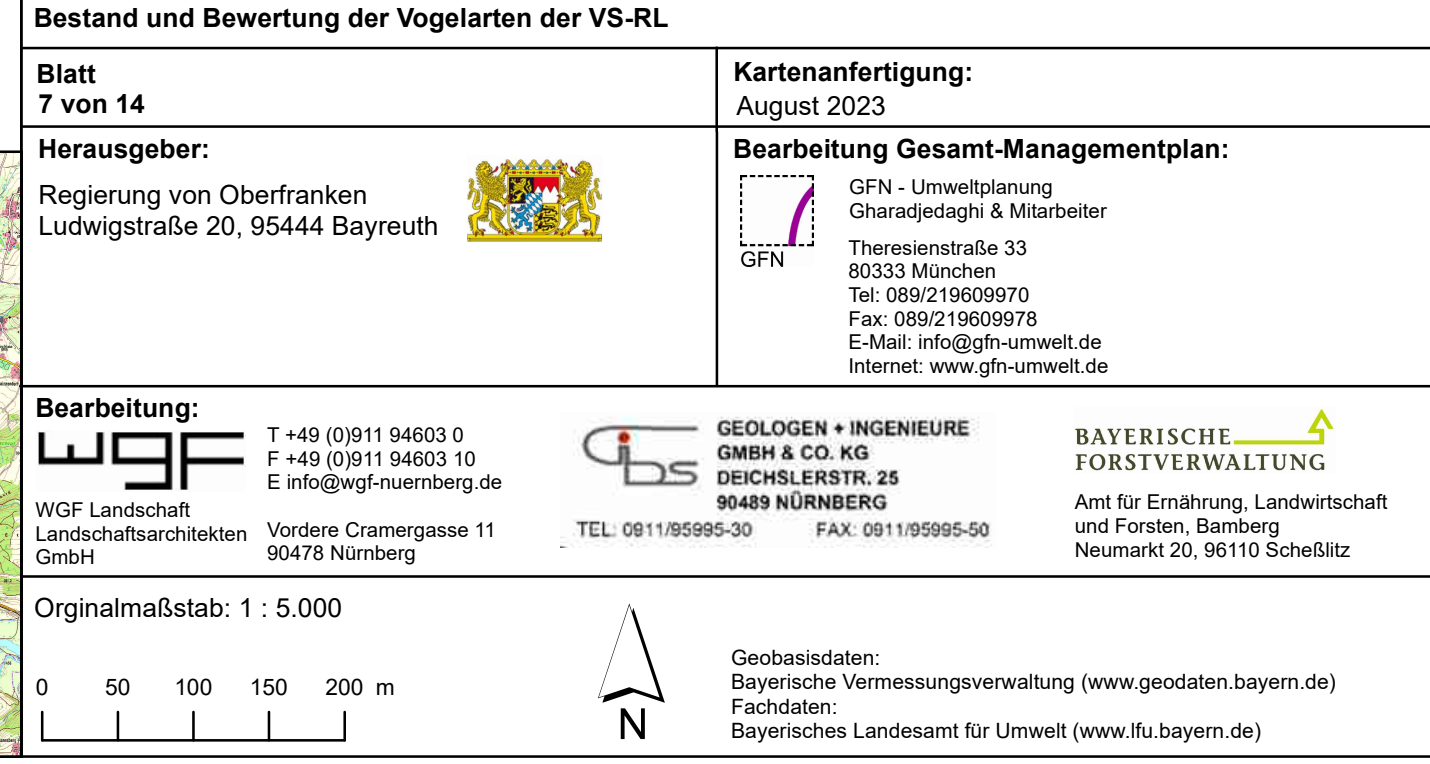 Bestand und Bewertung der Vogelarten der VS-RL
Blatt
7 von 14
Kartenanfertigung:
August 2023
Herausgeber:
Regierung von Oberfranken
Ludwigstraße 20, 95444 Bayreuth
Bearbeitung Gesamt-Managementplan:
GFN
GFN - Umweltplanung
Gharadjedaghi & Mitarbeiter
Theresienstraße 33
80333 München
Tel: 089/219609970
Fax: 089/219609978
E-Mail: info@gfn-umwelt.de
Internet: www.gfn-umwelt.de
Bearbeitung:
wgf
WGF Landschaft
Landschaftsarchitekten
GmbH
T +49 (0)911 94603 0
F +49 (0)911 94603 10
E info@wgf-nuernberg.de
Vordere Cramergasse 11
90478 Nürnberg
ibs
GEOLOGEN + INGENIEURE
GMBH & CO. KG
DEICHSLERSTR. 25
90489 NÜRNBERG
TEL: 0911/95995-30 FAX: 0911/95995-50
BAYERISCHE
FORSTVERWALTUNG
Amt für Ernährung, Landwirtschaft
und Forsten, Bamberg
Neumarkt 20, 96110 Scheßlitz
Orginalmaßstab: 1 : 5.000
0 50 100 150 200 m
N
Geobasisdaten:
Bayerische Vermessungsverwaltung (www.geodaten.bayern.de)
Fachdaten:
Bayerisches Landesamt für Umwelt (www.lfu.bayern.de)